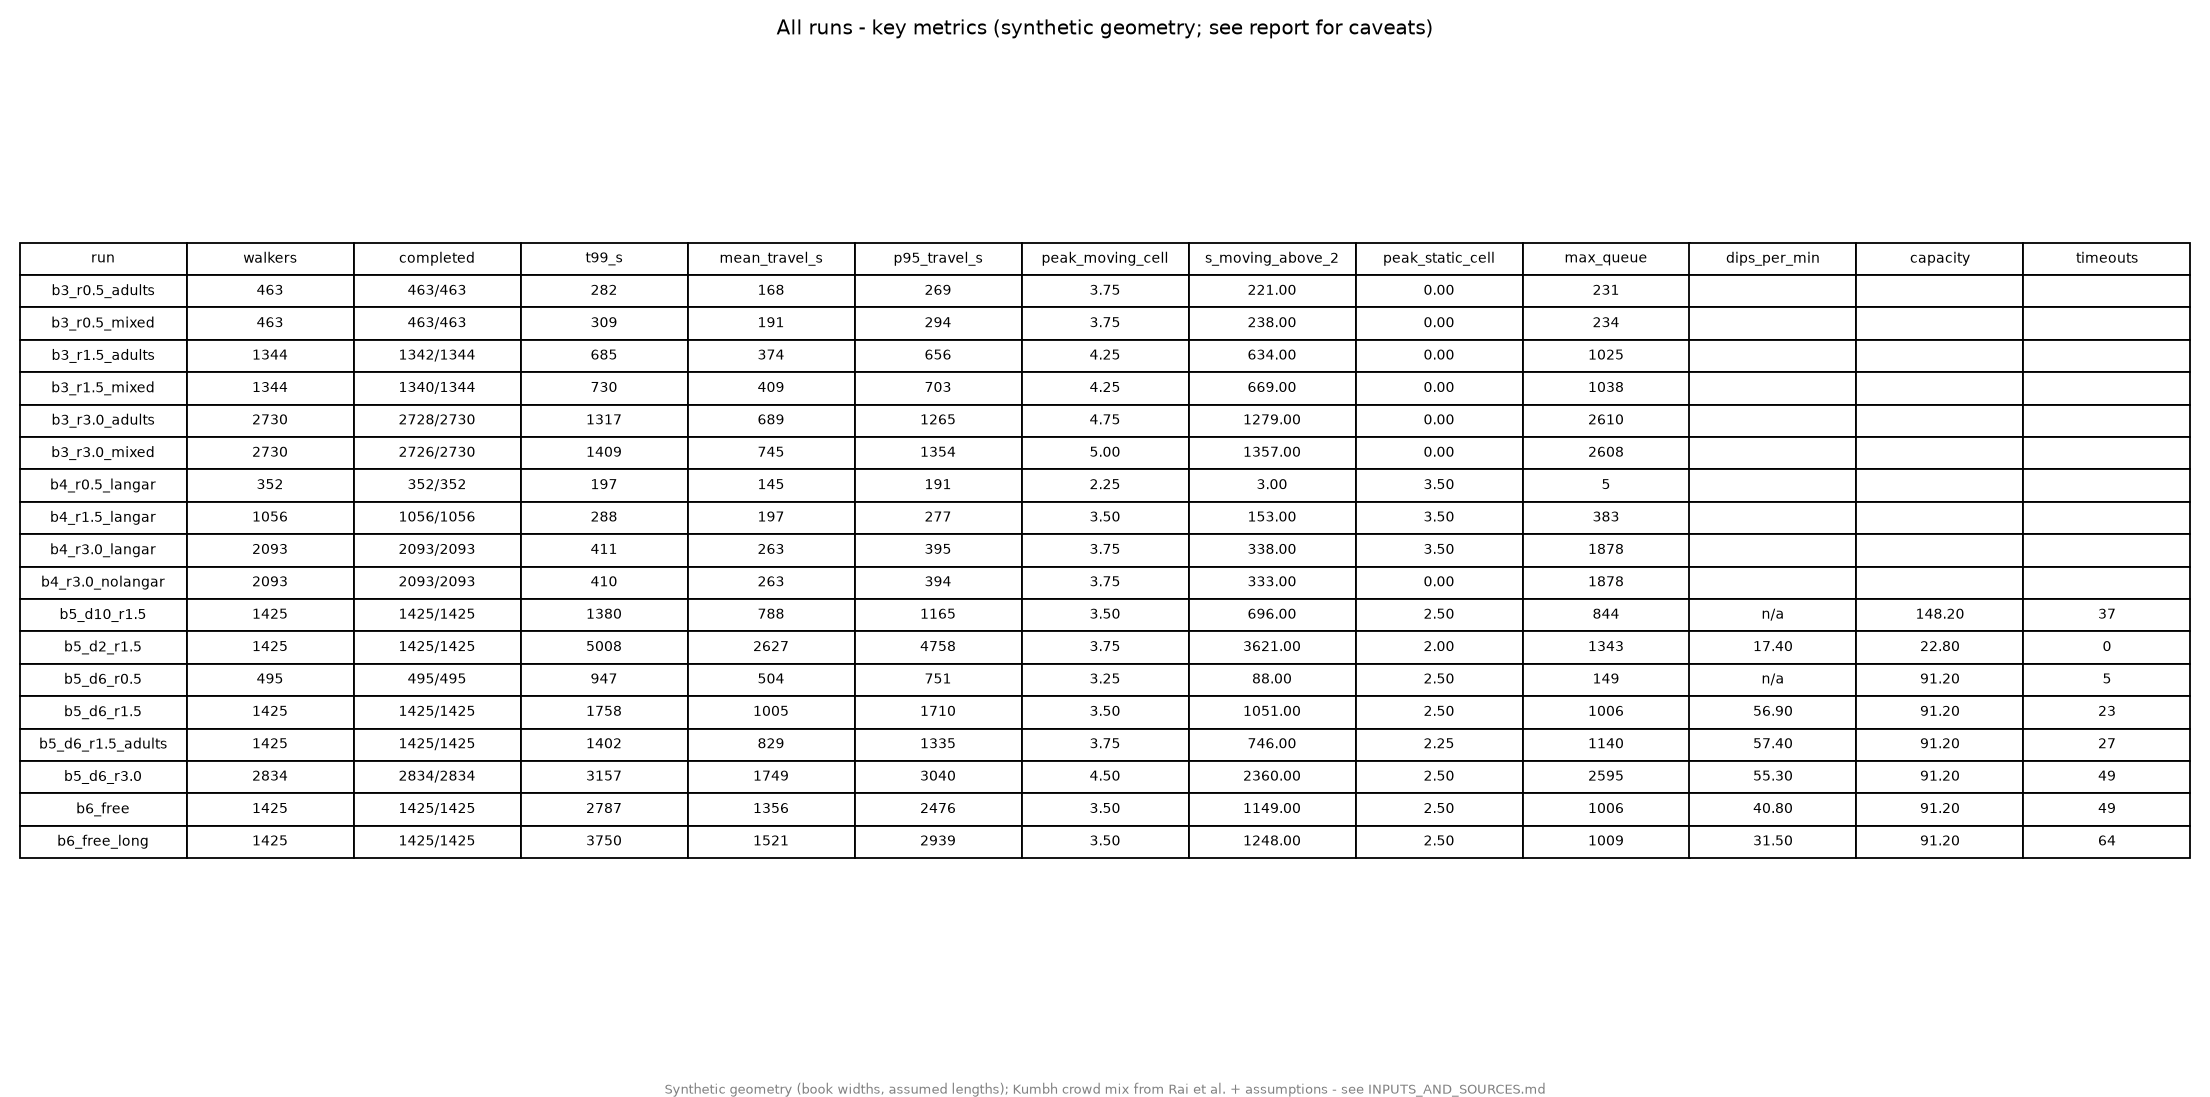 All runs - key metrics (synthetic geometry; see report for caveats)
run walkers completed t99_s mean_travel_s p95_travel_s peak_moving_cell s_moving_above_2 peak_static_cell max_queue dips_per_min capacity timeouts
b3_r0.5_adults 463 463/463 282 168 269 3.75 221.00 0.00 231
b3_r0.5_mixed 463 463/463 309 191 294 3.75 238.00 0.00 234
b3_r1.5_adults 1344 1342/1344 685 374 656 4.25 634.00 0.00 1025
b3_r1.5_mixed 1344 1340/1344 730 409 703 4.25 669.00 0.00 1038
b3_r3.0_adults 2730 2728/2730 1317 689 1265 4.75 1279.00 0.00 2610
b3_r3.0_mixed 2730 2726/2730 1409 745 1354 5.00 1357.00 0.00 2608
b4_r0.5_langar 352 352/352 197 145 191 2.25 3.00 3.50 5
b4_r1.5_langar 1056 1056/1056 288 197 277 3.50 153.00 3.50 383
b4_r3.0_langar 2093 2093/2093 411 263 395 3.75 338.00 3.50 1878
b4_r3.0_nolangar 2093 2093/2093 410 263 394 3.75 333.00 0.00 1878
b5_d10_r1.5 1425 1425/1425 1380 788 1165 3.50 696.00 2.50 844 n/a 148.20 37
b5_d2_r1.5 1425 1425/1425 5008 2627 4758 3.75 3621.00 2.00 1343 17.40 22.80 0
b5_d6_r0.5 495 495/495 947 504 751 3.25 88.00 2.50 149 n/a 91.20 5
b5_d6_r1.5 1425 1425/1425 1758 1005 1710 3.50 1051.00 2.50 1006 56.90 91.20 23
b5_d6_r1.5_adults 1425 1425/1425 1402 829 1335 3.75 746.00 2.25 1140 57.40 91.20 27
b5_d6_r3.0 2834 2834/2834 3157 1749 3040 4.50 2360.00 2.50 2595 55.30 91.20 49
b6_free 1425 1425/1425 2787 1356 2476 3.50 1149.00 2.50 1006 40.80 91.20 49
b6_free_long 1425 1425/1425 3750 1521 2939 3.50 1248.00 2.50 1009 31.50 91.20 64
Synthetic geometry (book widths, assumed lengths); Kumbh crowd mix from Rai et al. + assumptions - see INPUTS_AND_SOURCES.md